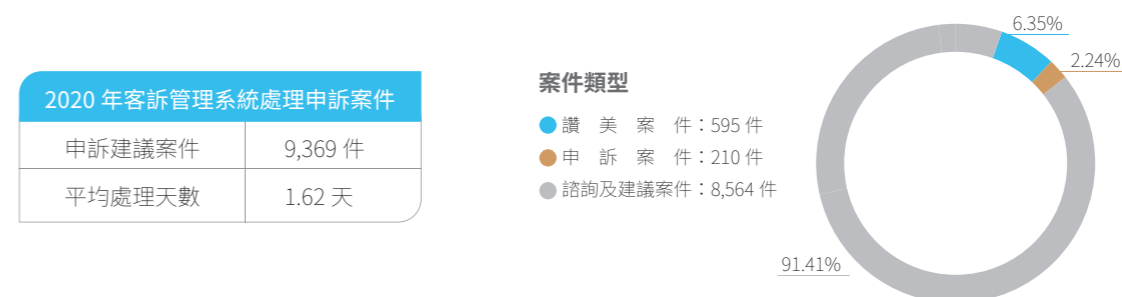 2020 年客訴管理系統處理申訴案件
申訴建議案件 9,369 件
平均處理天數 1.62 天
案件類型
讚美案件：595 件
申訴案件：210 件
諮詢及建議案件：8,564 件
6.35%
2.24%
91.41%